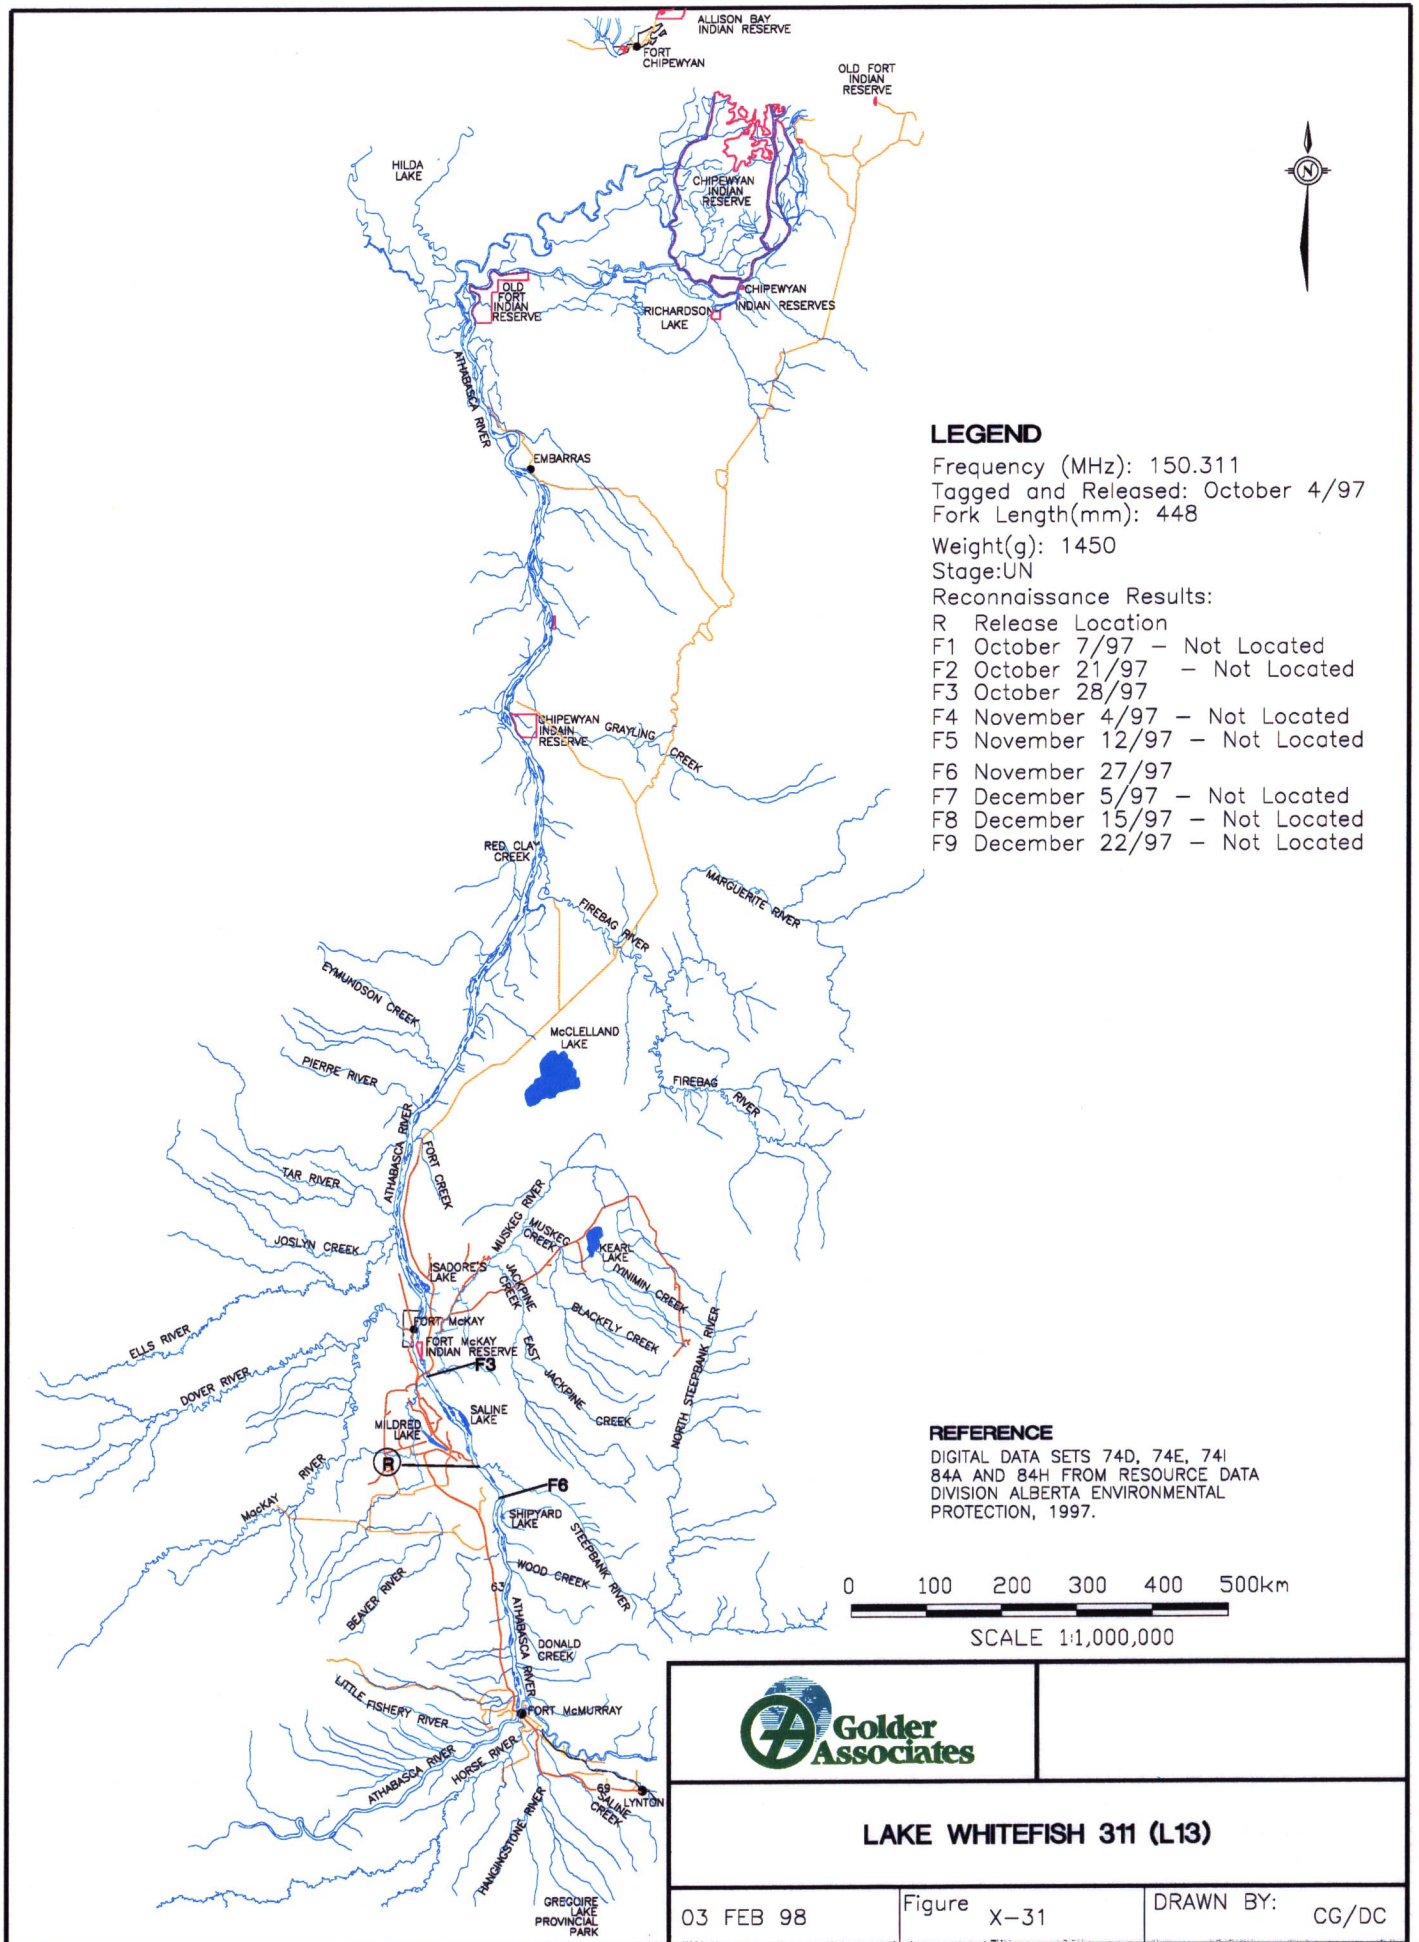 ALLISON BAY
INDIAN RESERVE
FORT
CHIPEWYAN
OLD FORT
INDIAN
RESERVE
HILDA
LAKE
N
CHIPEWYAN
INDIAN
RESERVE
OLD
FORT
INDIAN
RESERVE
CHIPEWYAN
INDIAN RESERVES
RICHARDSON
LAKE
ATHABASCA RIVER
EMBARRAS
LEGEND
Frequency (MHz): 150.311
Tagged and Released: October 4/97
Fork Length(mm): 448
Weight(g): 1450
Stage:UN
Reconnaissance Results:
R Release Location
F1 October 7/97 – Not Located
F2 October 21/97 – Not Located
F3 October 28/97
F4 November 4/97 – Not Located
F5 November 12/97 – Not Located
F6 November 27/97
F7 December 5/97 – Not Located
F8 December 15/97 – Not Located
F9 December 22/97 – Not Located
CHIPEWYAN
INDAIN
RESERVE
GRAYLING CREEK
RED CLAY
CREEK
MARGUERITE RIVER
FIREBAG RIVER
EYMUNDSON CREEK
McCLELLAND
LAKE
PIERRE RIVER
FIREBAG RIVER
ATHABASCA RIVER
FORT CREEK
TAR RIVER
MUSKEG RIVER
MUSKEG
CREEK
JOSLYN CREEK
KEARL
LAKE
ISADORE'S
LAKE
JACKPINE
CREEK
IYINIMIN CREEK
BLACKFLY CREEK
FORT McKAY
FORT McKAY
INDIAN RESERVE
ELLS RIVER
F3
EAST JACKPINE CREEK
NORTH STEEPBANK RIVER
DOVER RIVER
SALINE
LAKE
MILDRED
LAKE
R
MacKAY RIVER
F6
SHIPYARD
LAKE
STEEPBANK RIVER
REFERENCE
DIGITAL DATA SETS 74D, 74E, 74I
84A AND 84H FROM RESOURCE DATA
DIVISION ALBERTA ENVIRONMENTAL
PROTECTION, 1997.
WOOD CREEK
63
BEAVER RIVER
ATHABASCA RIVER
0 100 200 300 400 500km
SCALE 1:1,000,000
DONALD
CREEK
LITTLE FISHERY RIVER
FORT McMURRAY
ATHABASCA RIVER
HORSE RIVER
69
SALINE
CREEK
LYNTON
HANGINGSTONE RIVER
GREGOIRE
LAKE
PROVINCIAL
PARK
Golder
Associates
LAKE WHITEFISH 311 (L13)
03 FEB 98
Figure X–31
DRAWN BY: CG/DC